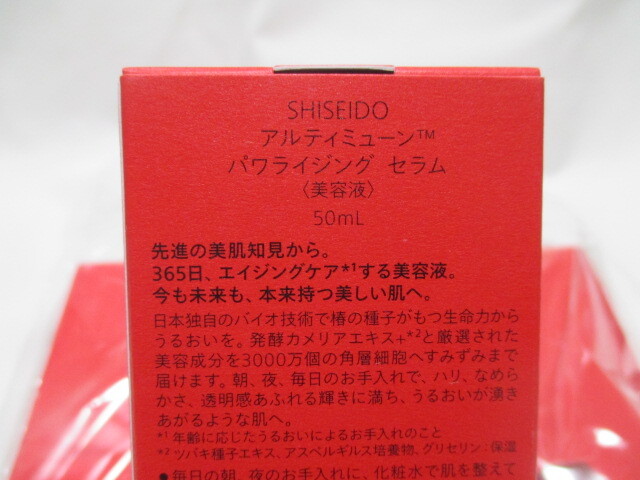 SHISEIDO
アルティミューン™
パワライジング セラム
〈美容液〉
50mL
先進の美肌知見から。
365日、エイジングケア*1する美容液。
今も未来も、本来持つ美しい肌へ。
日本独自のバイオ技術で椿の種子がもつ生命力から
うるおいを。発酵カメリアエキス+*2と厳選された
美容成分を3000万個の角層細胞へすみずみまで
届けます。朝、夜、毎日のお手入れで、ハリ、なめら
かさ、透明感あふれる輝きに満ち、うるおいが湧き
あがるような肌へ。
*1 年齢に応じたうるおいによるお手入れのこと
*2 ツバキ種子エキス、アスペルギルス培養物、グリセリン:保湿
●毎日の朝、夜のお手入れに、化粧水で肌を整えて